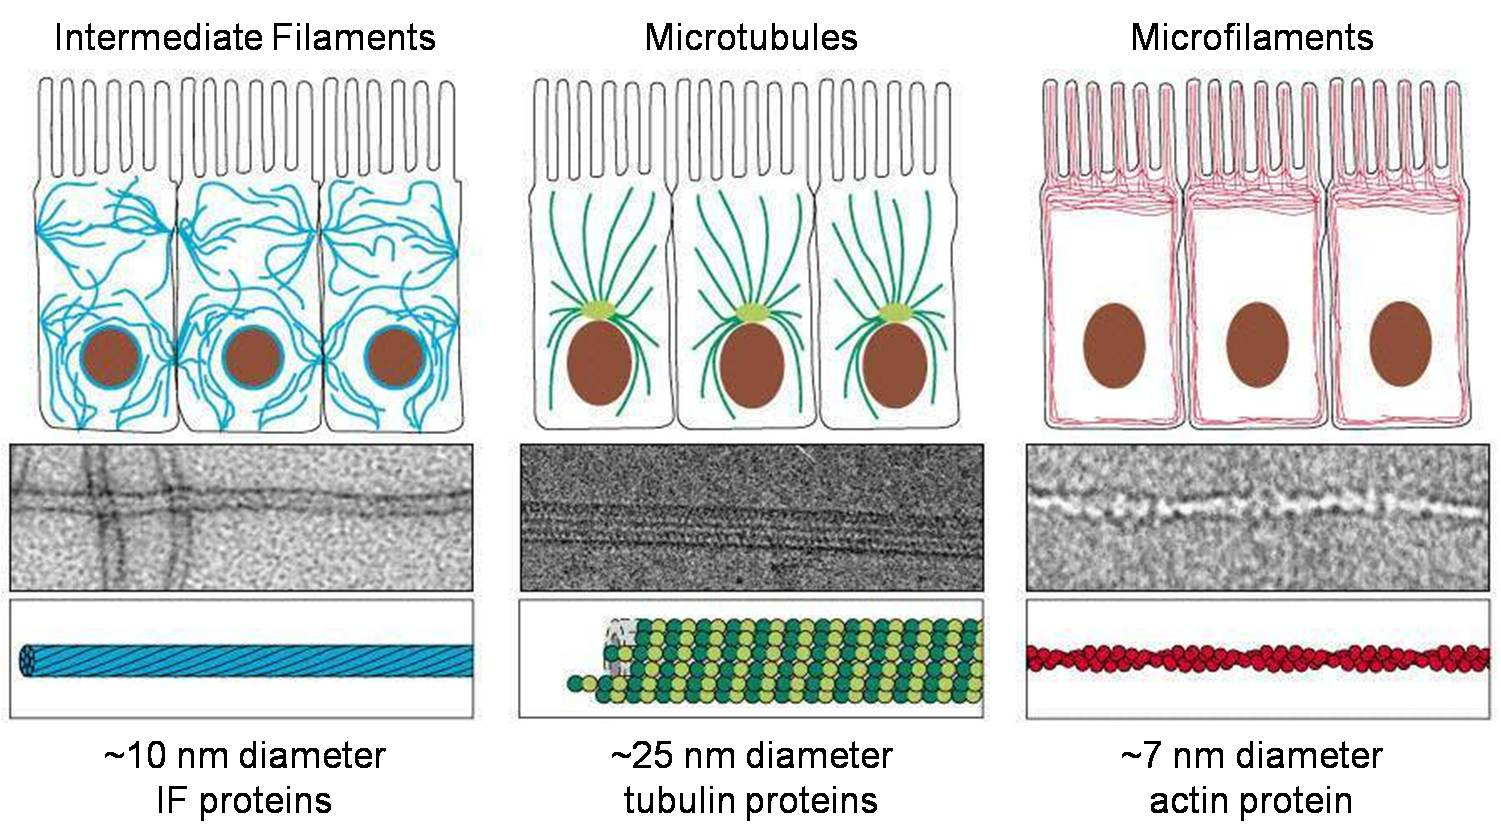 Intermediate Filaments
Microtubules
Microfilaments
~10 nm diameter
IF proteins
~25 nm diameter
tubulin proteins
~7 nm diameter
actin protein